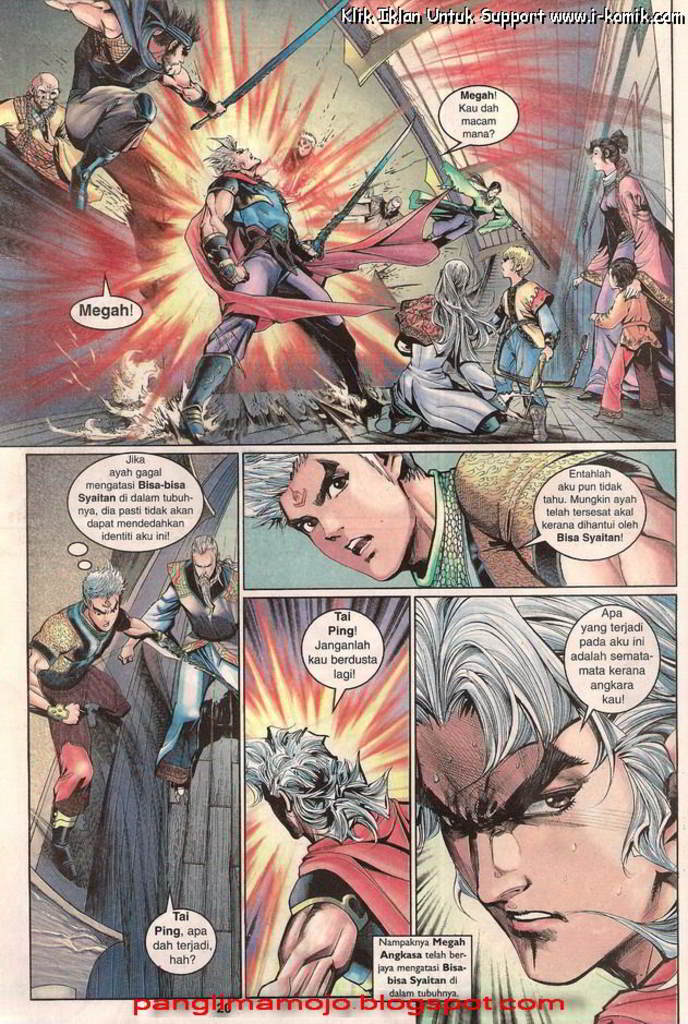 Klik Iklan Untuk Support www.i-komik.com
Megah!
Kau dah
macam
mana?
Megah!
Jika
ayah gagal
mengatasi Bisa-bisa
Syaitan di dalam tubuh-
nya, dia pasti tidak akan
dapat mendedahkan
identiti aku ini!
Entahlah
aku pun tidak
tahu. Mungkin ayah
telah tersesat akal
kerana dihantui oleh
Bisa Syaitan!
Tai
Ping, apa
dah terjadi,
hah?
Tai
Ping!
Janganlah
kau berdusta
lagi!
Nampaknya Megah
Angkasa telah ber-
jaya mengatasi Bisa-
bisa Syaitan di
dalam tubuhnya.
Apa
yang terjadi
pada aku ini
adalah semata-
mata kerana
angkara
kau!
20
panglimamojo.blogspot.com